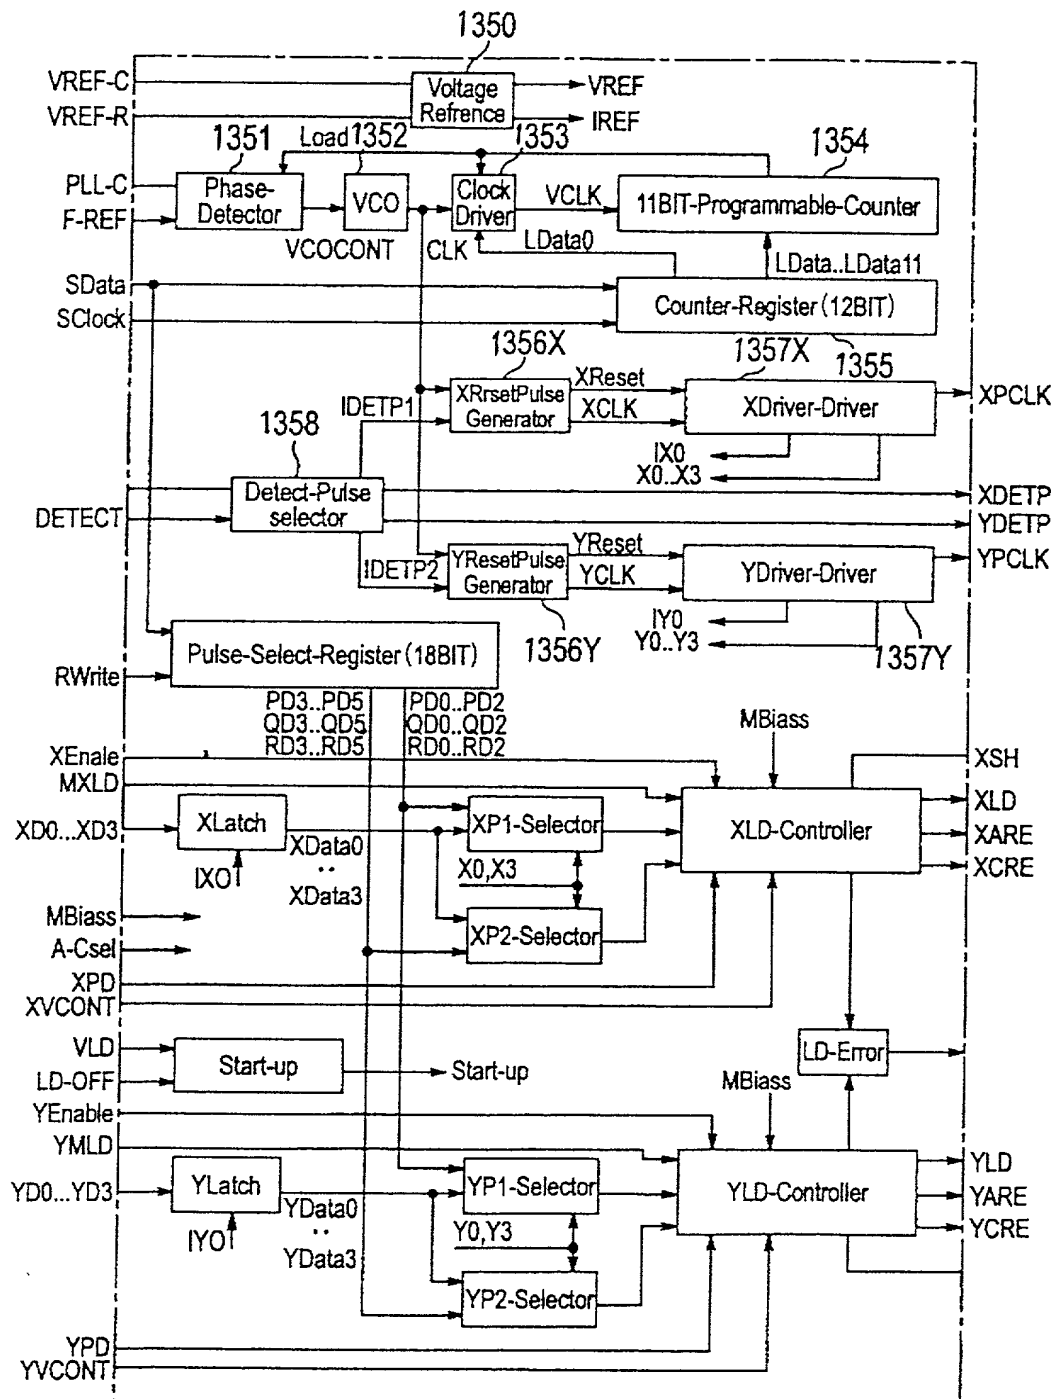 1350
VREF-C
Voltage
Refrence
VREF
VREF-R
IREF
1351
Load
1352
1353
1354
PLL-C
F-REF
Phase-
Detector
VCO
Clock
Driver
VCLK
11BIT-Programmable-Counter
VCOCONT
CLK
LData0
LData..LData11
SData
SClock
Counter-Register(12BIT)
1355
1356X
1357X
XRrsetPulse
Generator
XReset
XCLK
XDriver-Driver
XPCLK
IDETP1
IX0
X0..X3
1358
DETECT
Detect-Pulse
selector
XDETP
YDETP
IDETP2
YResetPulse
Generator
YReset
YCLK
YDriver-Driver
YPCLK
IY0
Y0..Y3
1356Y
1357Y
Pulse-Select-Register(18BIT)
RWrite
PD3..PD5
QD3..QD5
RD3..RD5
PD0..PD2
QD0..QD2
RD0..RD2
MBiass
XEnale
MXLD
XD0...XD3
XLatch
IXO
XData0
..
XData3
XP1-Selector
X0,X3
XP2-Selector
XLD-Controller
XSH
XLD
XARE
XCRE
MBiass
A-Csel
XPD
XVCONT
VLD
LD-OFF
Start-up
Start-up
LD-Error
MBiass
YEnable
YMLD
YD0...YD3
YLatch
IYO
YData0
..
YData3
YP1-Selector
Y0,Y3
YP2-Selector
YLD-Controller
YLD
YARE
YCRE
YPD
YVCONT